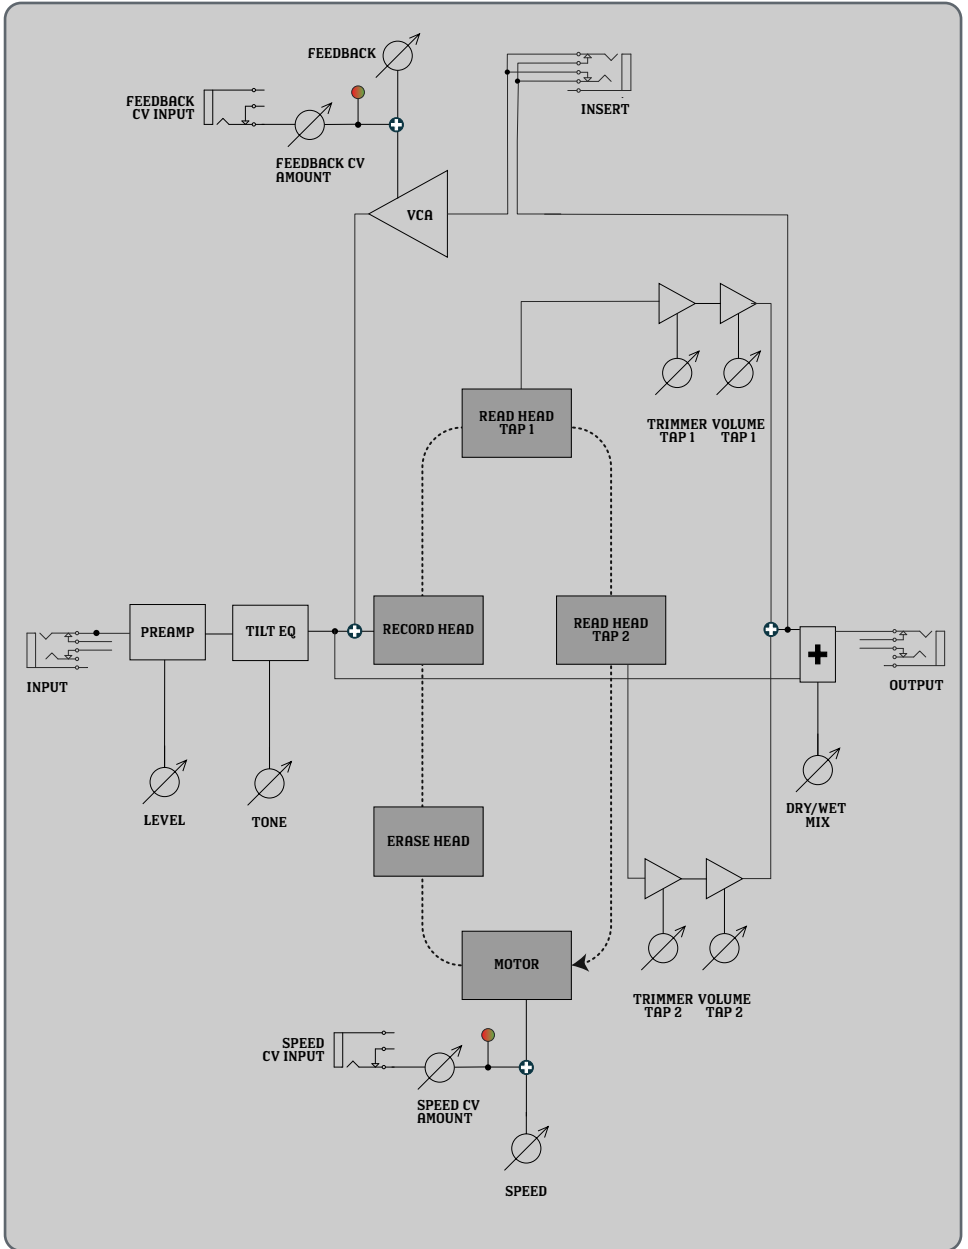 FEEDBACK
FEEDBACK
CV INPUT
INSERT
FEEDBACK CV
AMOUNT
VCA
READ HEAD
TAP 1
TRIMMER
TAP 1
VOLUME
TAP 1
INPUT
PREAMP
TILT EQ
RECORD HEAD
READ HEAD
TAP 2
OUTPUT
LEVEL
TONE
DRY/WET
MIX
ERASE HEAD
MOTOR
TRIMMER
TAP 2
VOLUME
TAP 2
SPEED
CV INPUT
SPEED CV
AMOUNT
SPEED